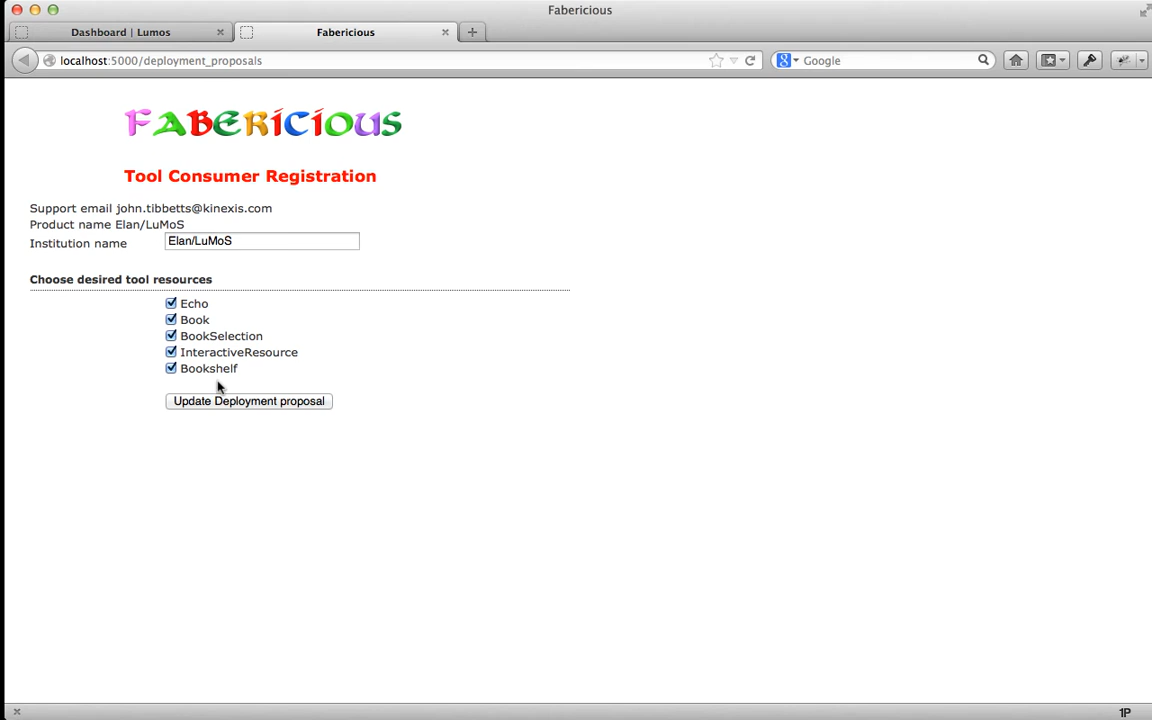 Fabericious
Dashboard | Lumos
Fabericious
localhost:5000/deployment_proposals
Google
FABERICIOUS
Tool Consumer Registration
Support email john.tibbetts@kinexis.com
Product name Elan/LuMoS
Institution name Elan/LuMoS
Choose desired tool resources
Echo
Book
BookSelection
InteractiveResource
Bookshelf
Update Deployment proposal
1P